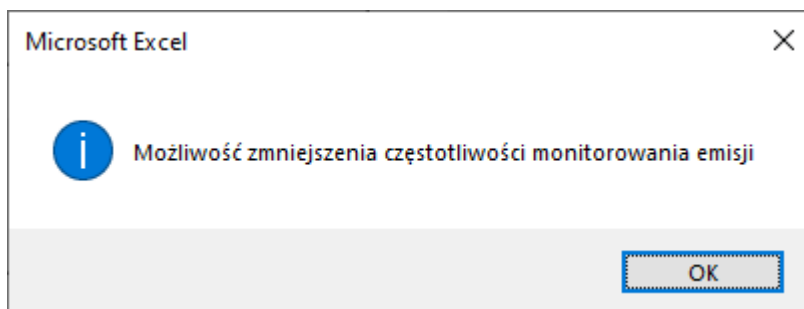 Microsoft Excel
Możliwość zmniejszenia częstotliwości monitorowania emisji
OK